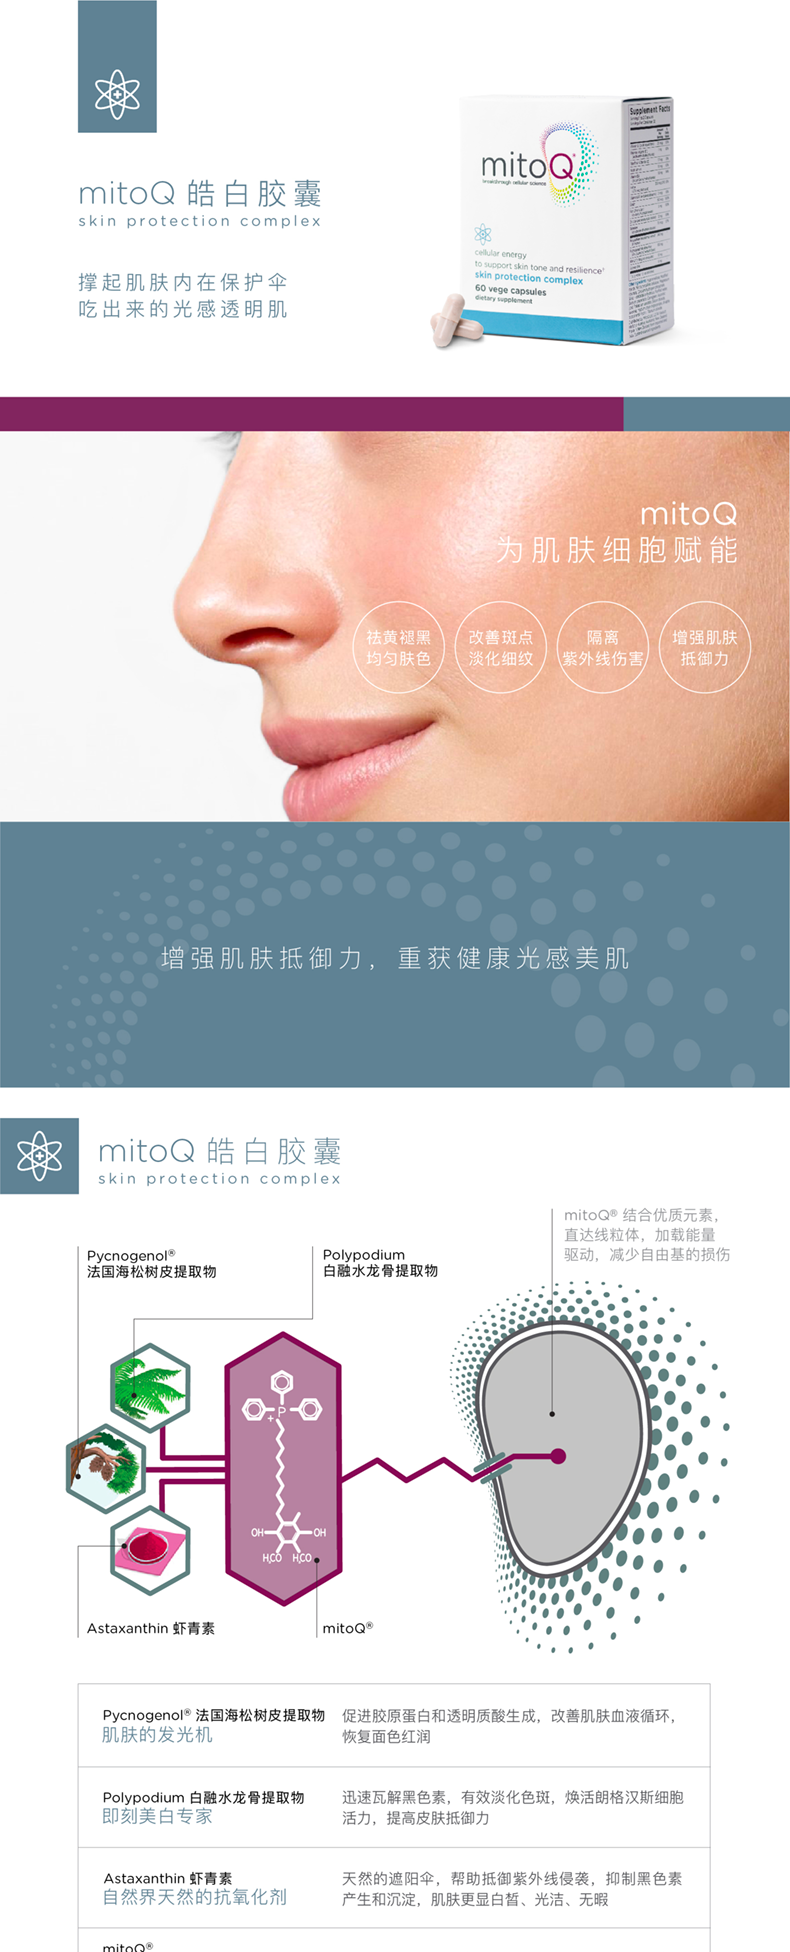 mitoQ 皓白胶囊
skin protection complex
撑起肌肤内在保护伞
吃出来的光感透明肌
Supplement Facts
mitoQ
breakthrough cellular science
cellular energy
to support skin tone and resilience†
skin protection complex
60 vege capsules
dietary supplement
mitoQ
为肌肤细胞赋能
祛黄褪黑
均匀肤色
改善斑点
淡化细纹
隔离
紫外线伤害
增强肌肤
抵御力
增强肌肤抵御力，重获健康光感美肌
mitoQ 皓白胶囊
skin protection complex
mitoQ® 结合优质元素，
直达线粒体，加载能量
驱动，减少自由基的损伤
Pycnogenol®
法国海松树皮提取物
Polypodium
白融水龙骨提取物
P
+
OH
OH
H₃CO
H₃CO
Astaxanthin 虾青素
mitoQ®
Pycnogenol® 法国海松树皮提取物
肌肤的发光机
促进胶原蛋白和透明质酸生成，改善肌肤血液循环，
恢复面色红润
Polypodium 白融水龙骨提取物
即刻美白专家
迅速瓦解黑色素，有效淡化色斑，焕活朗格汉斯细胞
活力，提高皮肤抵御力
Astaxanthin 虾青素
自然界天然的抗氧化剂
天然的遮阳伞，帮助抵御紫外线侵袭，抑制黑色素
产生和沉淀，肌肤更显白皙、光洁、无暇
mitoQ®